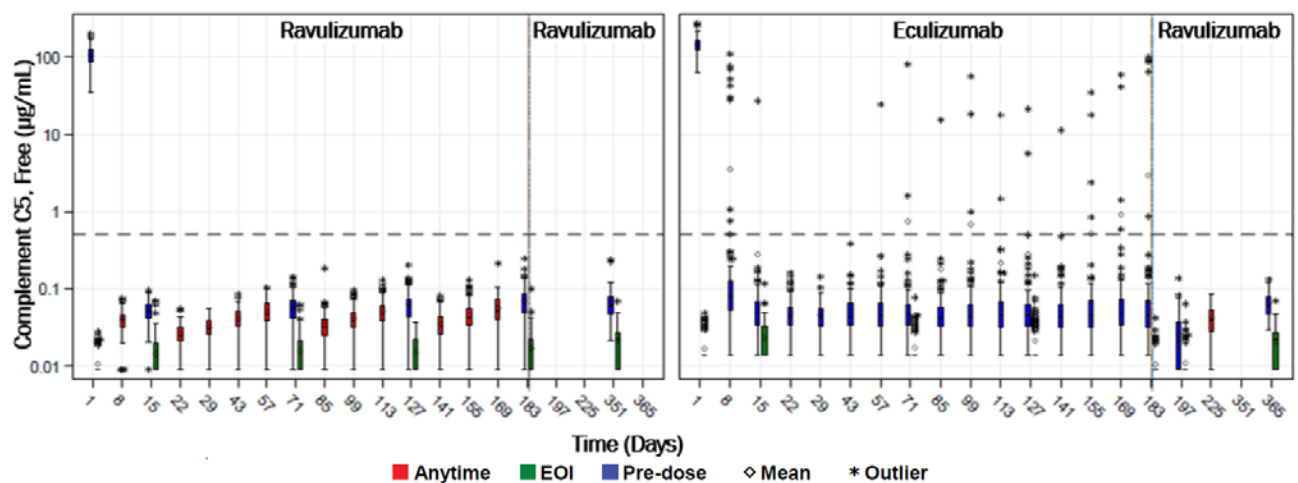 Ravulizumab Ravulizumab Eculizumab Ravulizumab
Complement C5, Free (µg/mL)
100
10
1
0.1
0.01
1 8 15 22 29 43 57 71 85 99 113 127 141 155 169 183 197 225 351 365
1 8 15 22 29 43 57 71 85 99 113 127 141 155 169 183 197 225 351 365
Time (Days)
Anytime EOI Pre-dose Mean Outlier